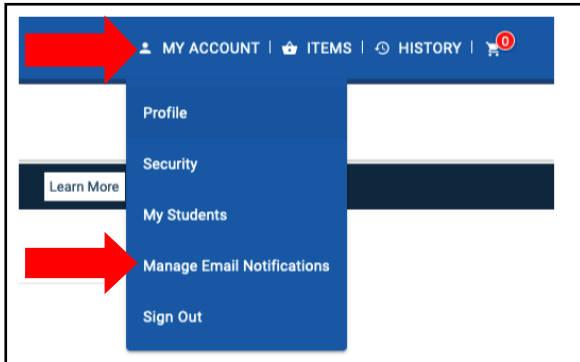 MY ACCOUNT | ITEMS | HISTORY | 0
Profile
Security
Learn More
My Students
Manage Email Notifications
Sign Out